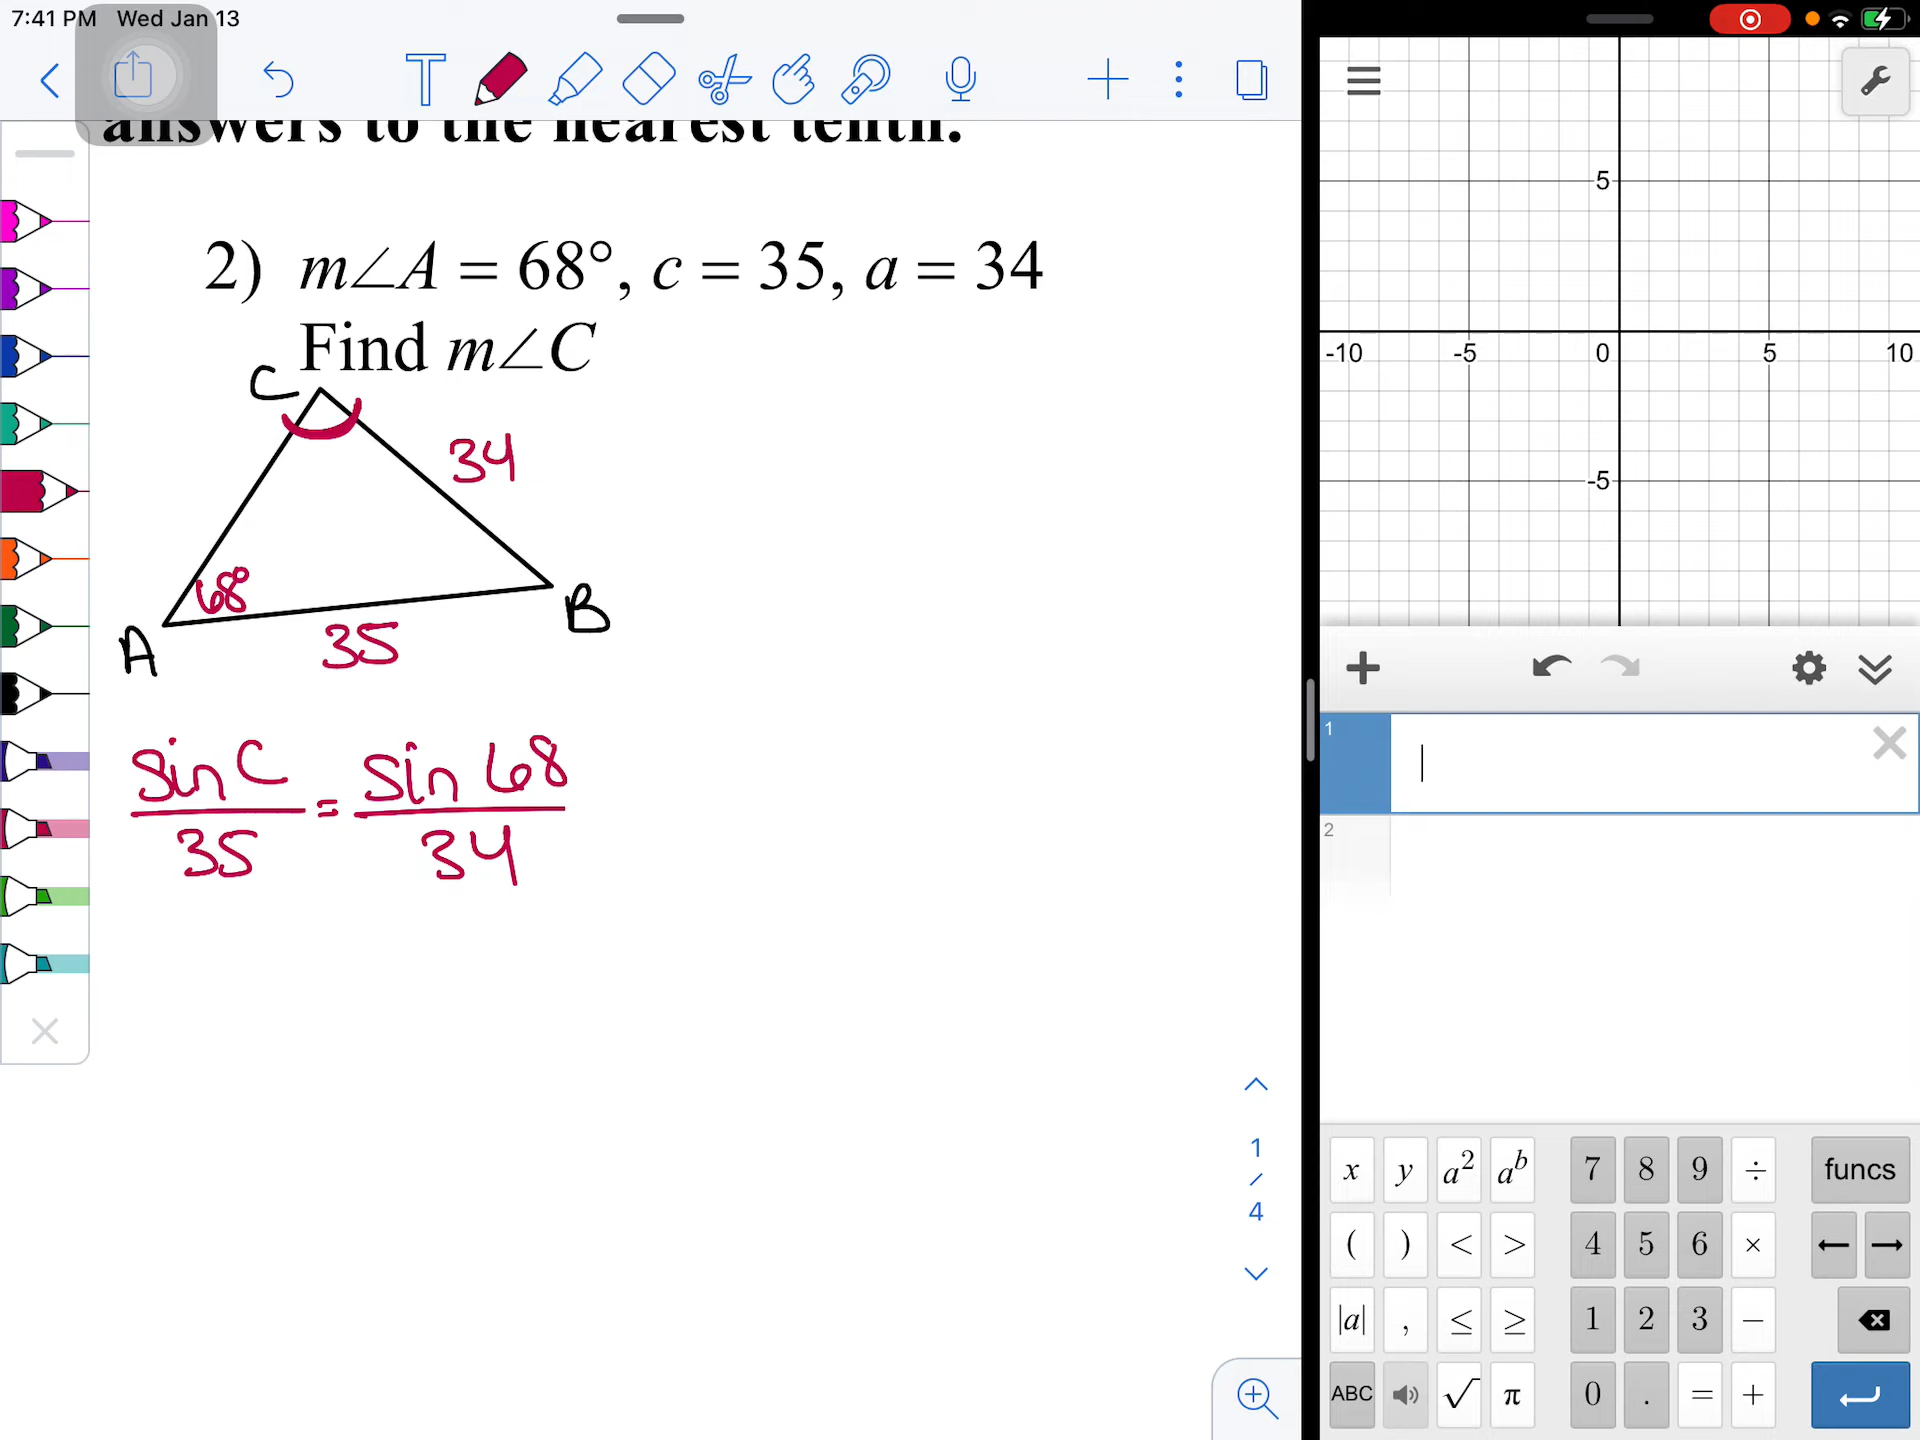 7:41 PM Wed Jan 13
answers to the nearest tenth.
2) m∠A = 68°, c = 35, a = 34
Find m∠C
C
34
68°
A
35
B
sin C / 35 = sin 68 / 34
1
/
4
5
-10 -5 0 5 10
-5
1
2
x y a² aᵇ 7 8 9 ÷ funcs
( ) < > 4 5 6 × ← →
|a| , ≤ ≥ 1 2 3 −
ABC √ π 0 . = +